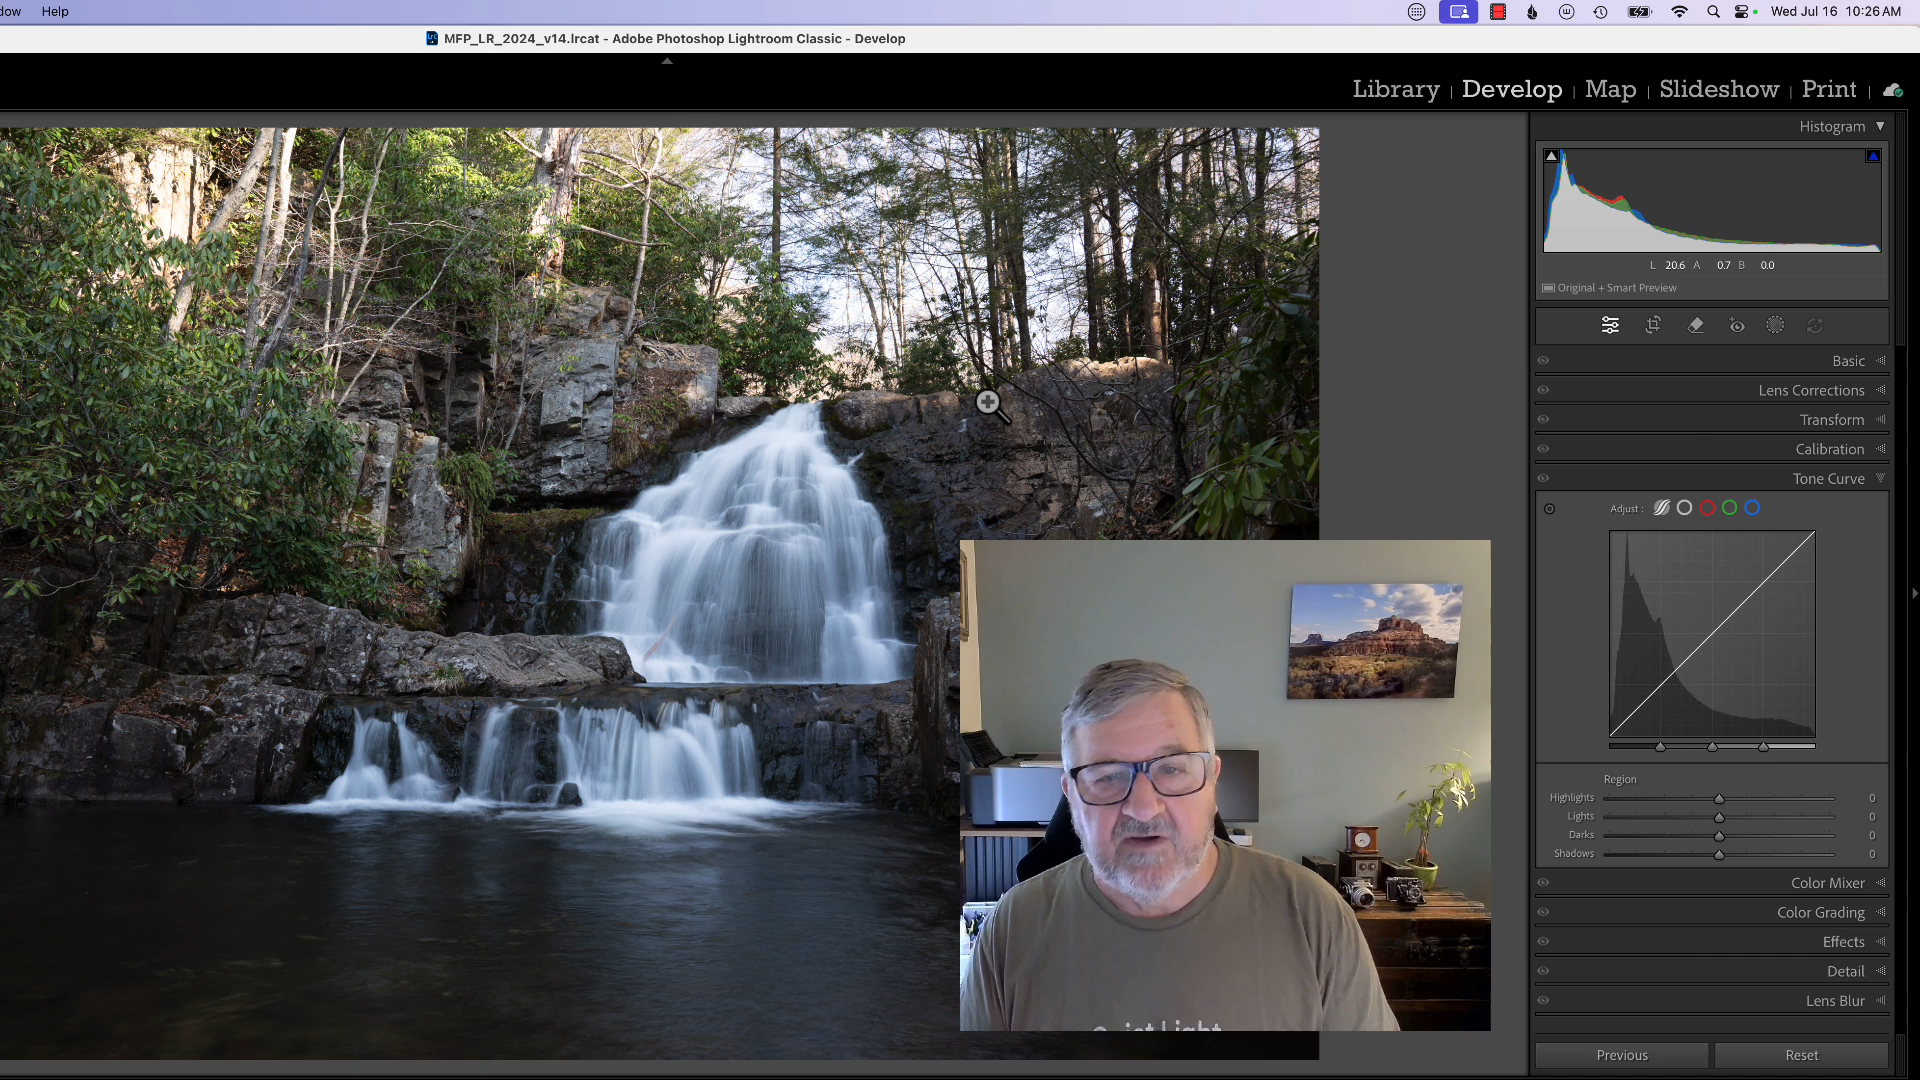 dow Help
Wed Jul 16 10:26 AM
MFP_LR_2024_v14.lrcat - Adobe Photoshop Lightroom Classic - Develop
Library | Develop | Map | Slideshow | Print |
Histogram
L 20.6 A 0.7 B 0.0
Original + Smart Preview
Basic
Lens Corrections
Transform
Calibration
Tone Curve
Adjust :
Region
Highlights 0
Lights 0
Darks 0
Shadows 0
Color Mixer
Color Grading
Effects
Detail
Lens Blur
Previous Reset